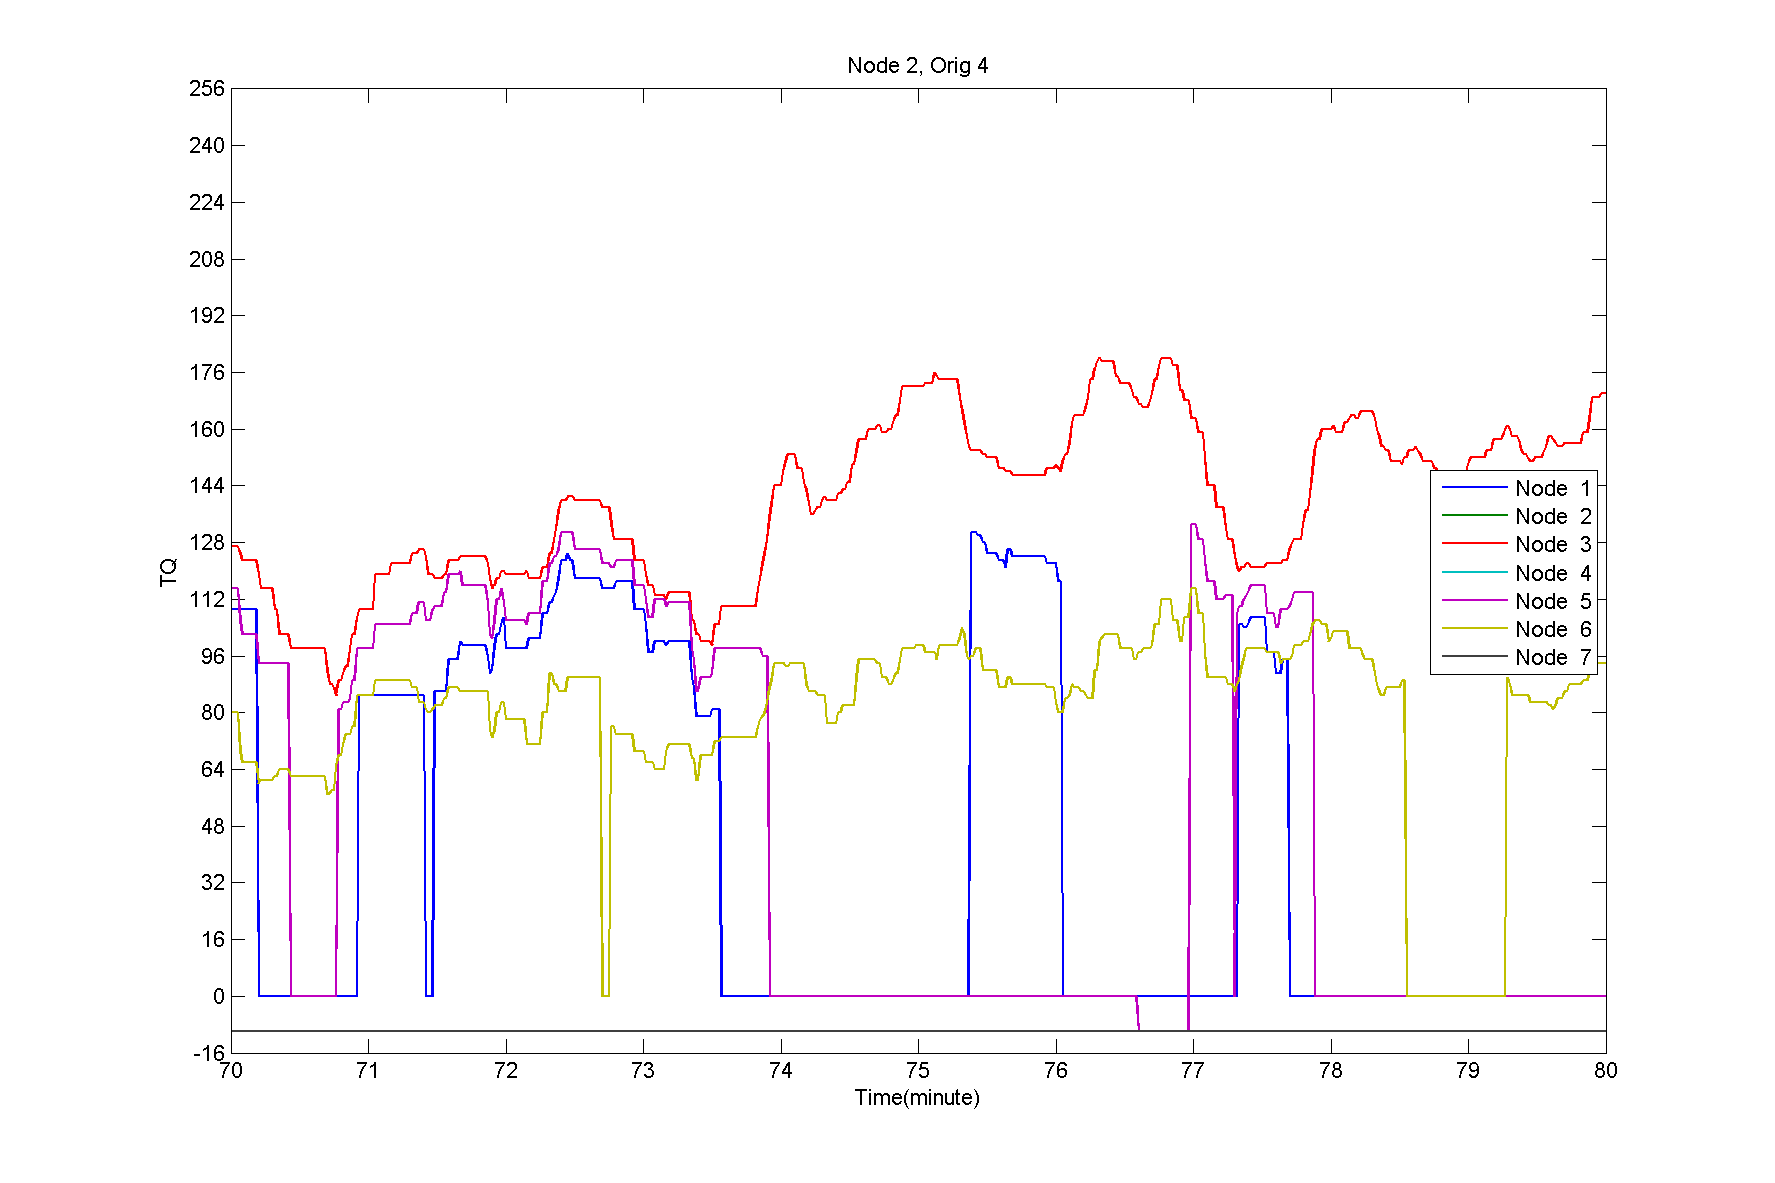 Node 2, Orig 4
256
240
224
208
192
176
160
144
128
112
96
80
64
48
32
16
0
-16
TQ
Node 1
Node 2
Node 3
Node 4
Node 5
Node 6
Node 7
70 71 72 73 74 75 76 77 78 79 80
Time(minute)